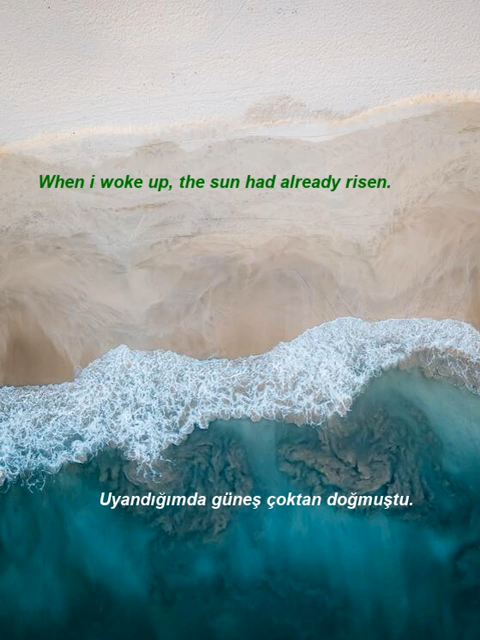 When i woke up, the sun had already risen.
Uyandığımda güneş çoktan doğmuştu.